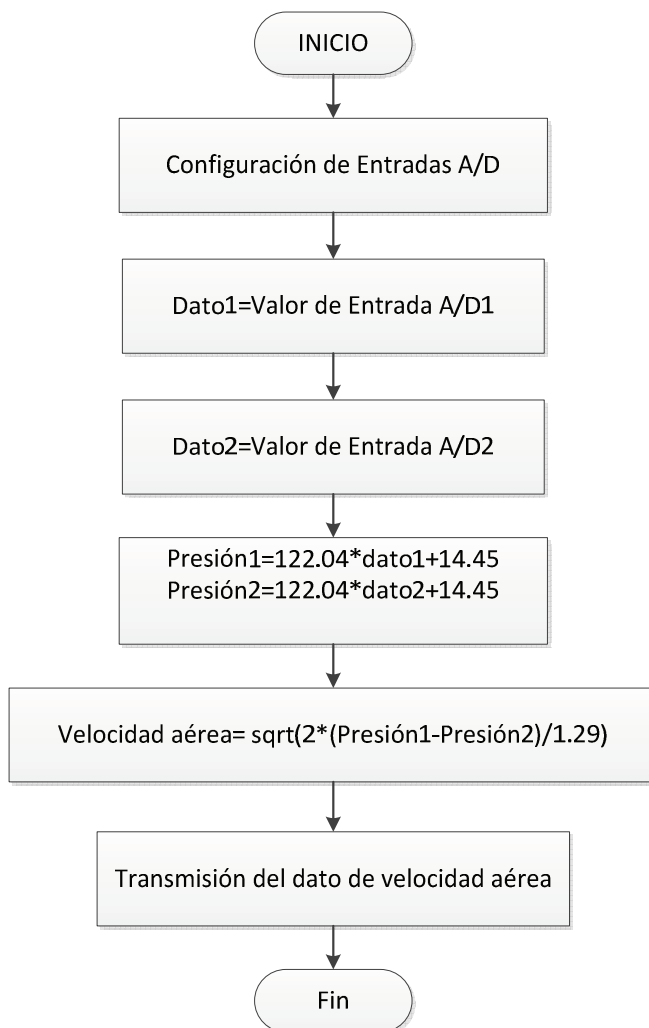 INICIO
Configuración de Entradas A/D
Dato1=Valor de Entrada A/D1
Dato2=Valor de Entrada A/D2
Presión1=122.04*dato1+14.45
Presión2=122.04*dato2+14.45
Velocidad aérea= sqrt(2*(Presión1-Presión2)/1.29)
Transmisión del dato de velocidad aérea
Fin